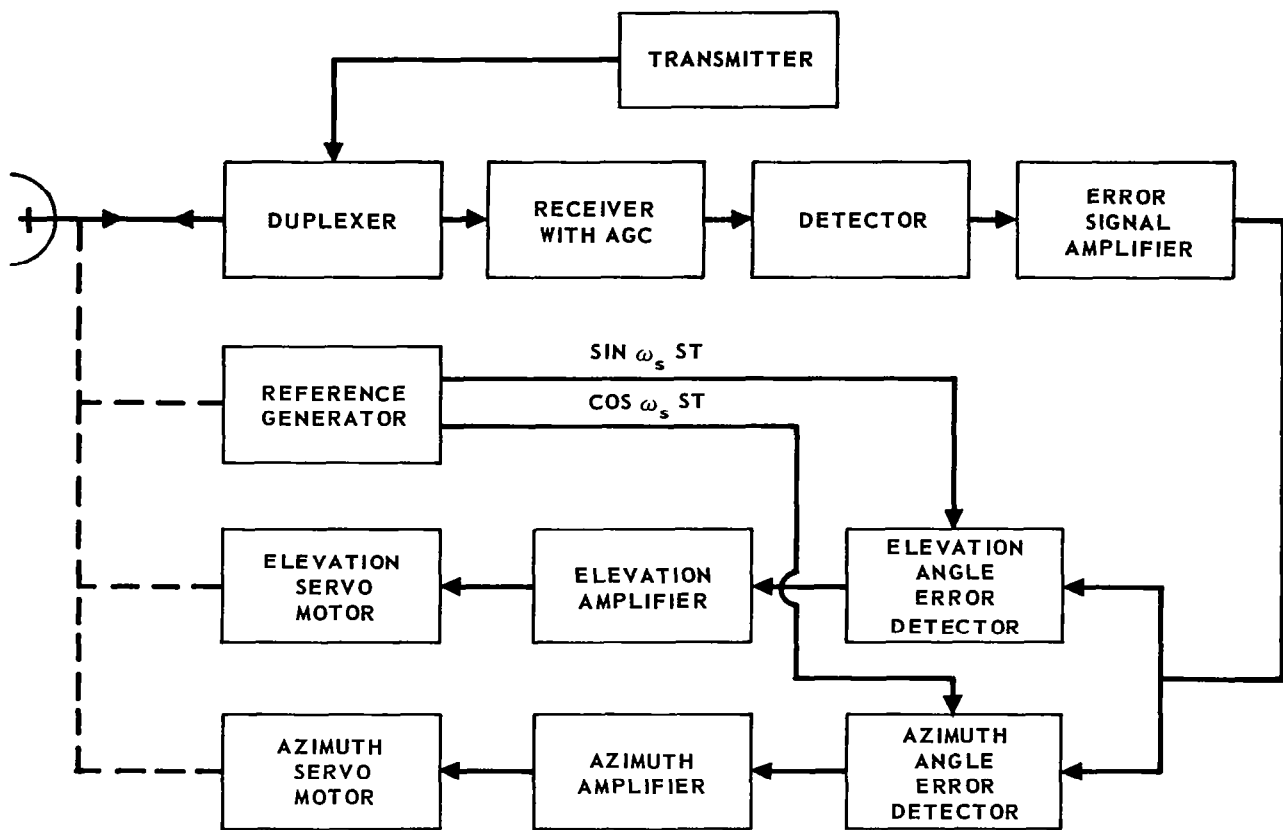 TRANSMITTER
DUPLEXER
RECEIVER
WITH AGC
DETECTOR
ERROR
SIGNAL
AMPLIFIER
REFERENCE
GENERATOR
SIN ω_s ST
COS ω_s ST
ELEVATION
SERVO
MOTOR
ELEVATION
AMPLIFIER
ELEVATION
ANGLE
ERROR
DETECTOR
AZIMUTH
SERVO
MOTOR
AZIMUTH
AMPLIFIER
AZIMUTH
ANGLE
ERROR
DETECTOR